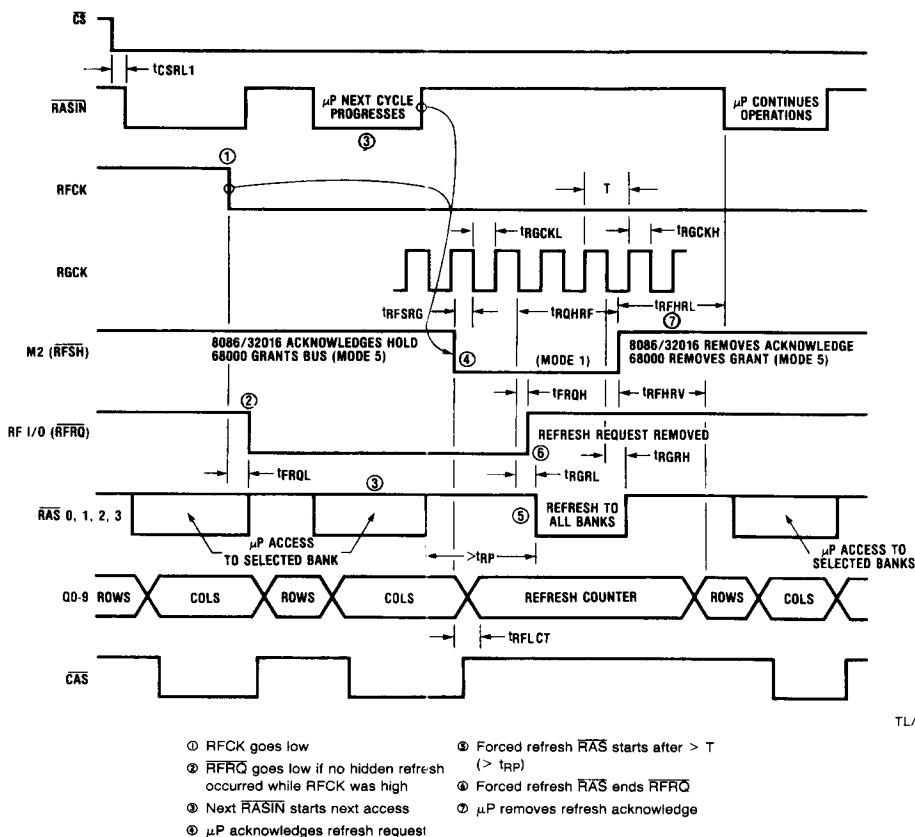 CS
tCSRL1
RASIN
μP NEXT CYCLE
PROGRESSES
③
μP CONTINUES
OPERATIONS
①
RFCK
T
tRGCKL
tRGCKH
RGCK
tRFSRG
tRQHRF
tRFHRL
⑦
M2 (RFSH)
8086/32016 ACKNOWLEDGES HOLD
68000 GRANTS BUS (MODE 5)
④
(MODE 1)
8086/32016 REMOVES ACKNOWLEDGE
68000 REMOVES GRANT (MODE 5)
tFRQH
tRFHRV
②
RF I/O (RFRQ)
REFRESH REQUEST REMOVED
⑥
tFRQL
tRGRL
tRGRH
③
RAS 0, 1, 2, 3
⑤
REFRESH TO
ALL BANKS
μP ACCESS
TO SELECTED BANK
>tRP
μP ACCESS TO
SELECTED BANKS
Q0-9
ROWS
COLS
ROWS
COLS
REFRESH COUNTER
ROWS
COLS
tRFLCT
CAS
TL/
① RFCK goes low
② RFRQ goes low if no hidden refresh
occurred while RFCK was high
③ Next RASIN starts next access
④ μP acknowledges refresh request
⑤ Forced refresh RAS starts after > T
(> tRP)
⑥ Forced refresh RAS ends RFRQ
⑦ μP removes refresh acknowledge